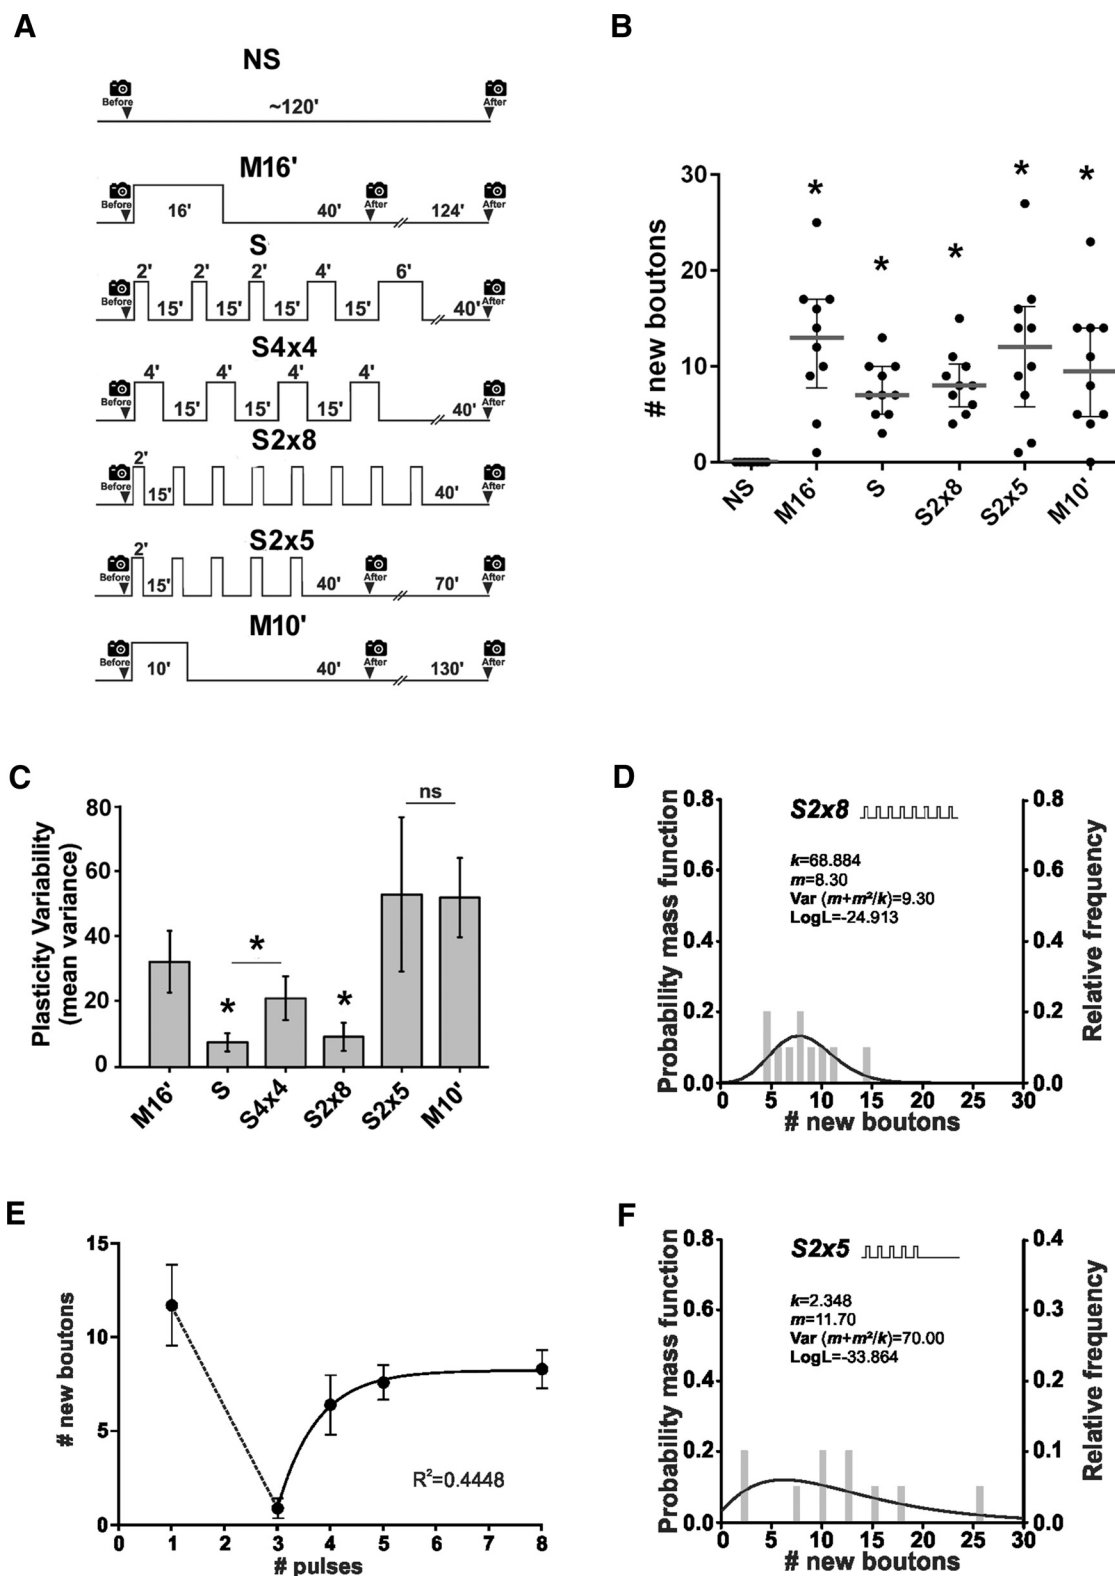 A
NS
Before
~120'
After
M16'
Before
16'
40'
After
124'
After
S
2' 2' 2' 4' 6'
Before
15' 15' 15' 15' 40'
After
S4x4
4' 4' 4' 4'
Before
15' 15' 15' 40'
After
S2x8
2'
Before
15'
40'
After
S2x5
2'
Before
15'
40'
After
70'
After
M10'
Before
10'
40'
After
130'
After
B
# new boutons
30
20
10
0
* * * * *
NS M16' S S2x8 S2x5 M10'
C
Plasticity Variability
(mean variance)
80
60
40
20
0
* * *
ns
M16' S S4x4 S2x8 S2x5 M10'
D
Probability mass function
0.8
0.6
0.4
0.2
0.0
S2x8
k=68.884
m=8.30
Var (m+m²/k)=9.30
LogL=-24.913
0.8
0.6
0.4
0.2
0.0
Relative frequency
0 5 10 15 20 25 30
# new boutons
E
# new boutons
15
10
5
0
R²=0.4448
0 1 2 3 4 5 6 7 8
# pulses
F
Probability mass function
0.8
0.6
0.4
0.2
0.0
S2x5
k=2.348
m=11.70
Var (m+m²/k)=70.00
LogL=-33.864
0.4
0.3
0.2
0.1
0.0
Relative frequency
0 5 10 15 20 25 30
# new boutons